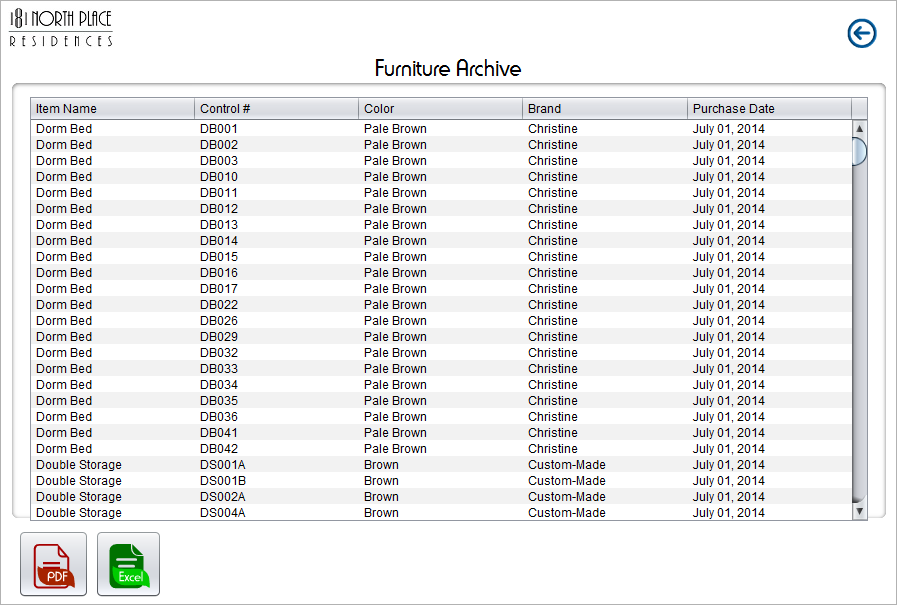 181 NORTH PLACE
RESIDENCES
Furniture Archive
Item Name Control # Color Brand Purchase Date
Dorm Bed DB001 Pale Brown Christine July 01, 2014
Dorm Bed DB002 Pale Brown Christine July 01, 2014
Dorm Bed DB003 Pale Brown Christine July 01, 2014
Dorm Bed DB010 Pale Brown Christine July 01, 2014
Dorm Bed DB011 Pale Brown Christine July 01, 2014
Dorm Bed DB012 Pale Brown Christine July 01, 2014
Dorm Bed DB013 Pale Brown Christine July 01, 2014
Dorm Bed DB014 Pale Brown Christine July 01, 2014
Dorm Bed DB015 Pale Brown Christine July 01, 2014
Dorm Bed DB016 Pale Brown Christine July 01, 2014
Dorm Bed DB017 Pale Brown Christine July 01, 2014
Dorm Bed DB022 Pale Brown Christine July 01, 2014
Dorm Bed DB026 Pale Brown Christine July 01, 2014
Dorm Bed DB029 Pale Brown Christine July 01, 2014
Dorm Bed DB032 Pale Brown Christine July 01, 2014
Dorm Bed DB033 Pale Brown Christine July 01, 2014
Dorm Bed DB034 Pale Brown Christine July 01, 2014
Dorm Bed DB035 Pale Brown Christine July 01, 2014
Dorm Bed DB036 Pale Brown Christine July 01, 2014
Dorm Bed DB041 Pale Brown Christine July 01, 2014
Dorm Bed DB042 Pale Brown Christine July 01, 2014
Double Storage DS001A Brown Custom-Made July 01, 2014
Double Storage DS001B Brown Custom-Made July 01, 2014
Double Storage DS002A Brown Custom-Made July 01, 2014
Double Storage DS004A Brown Custom-Made July 01, 2014
PDF Excel